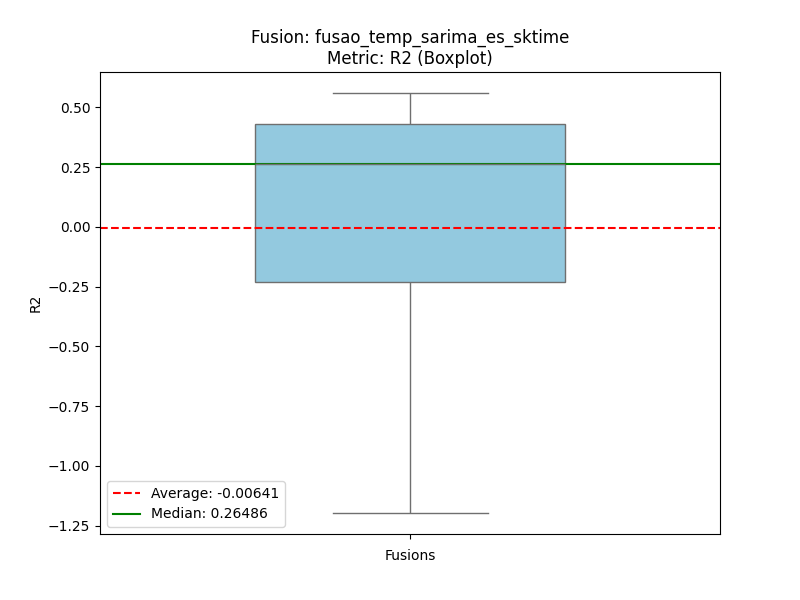 Fusion: fusao_temp_sarima_es_sktime
Metric: R2 (Boxplot)
0.50
0.25
0.00
−0.25
−0.50
−0.75
−1.00
−1.25
R2
Average: -0.00641
Median: 0.26486
Fusions